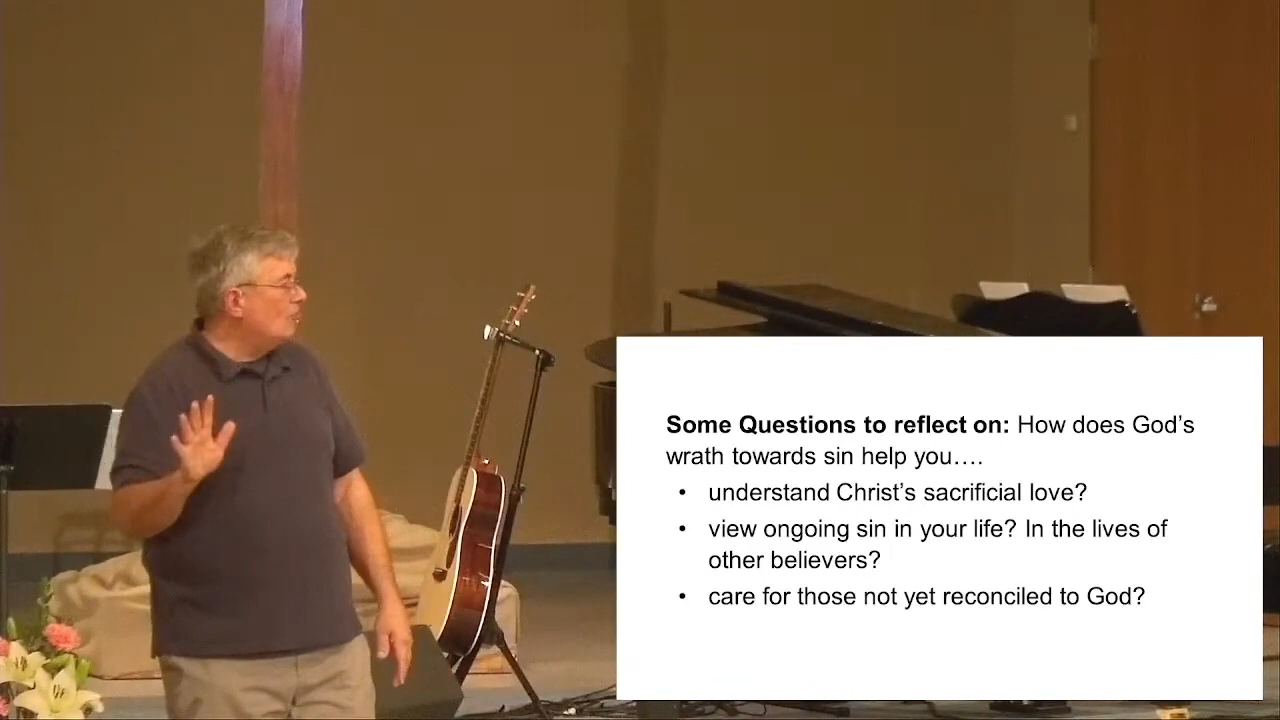 Some Questions to reflect on: How does God’s
wrath towards sin help you….
• understand Christ’s sacrificial love?
• view ongoing sin in your life? In the lives of
other believers?
• care for those not yet reconciled to God?